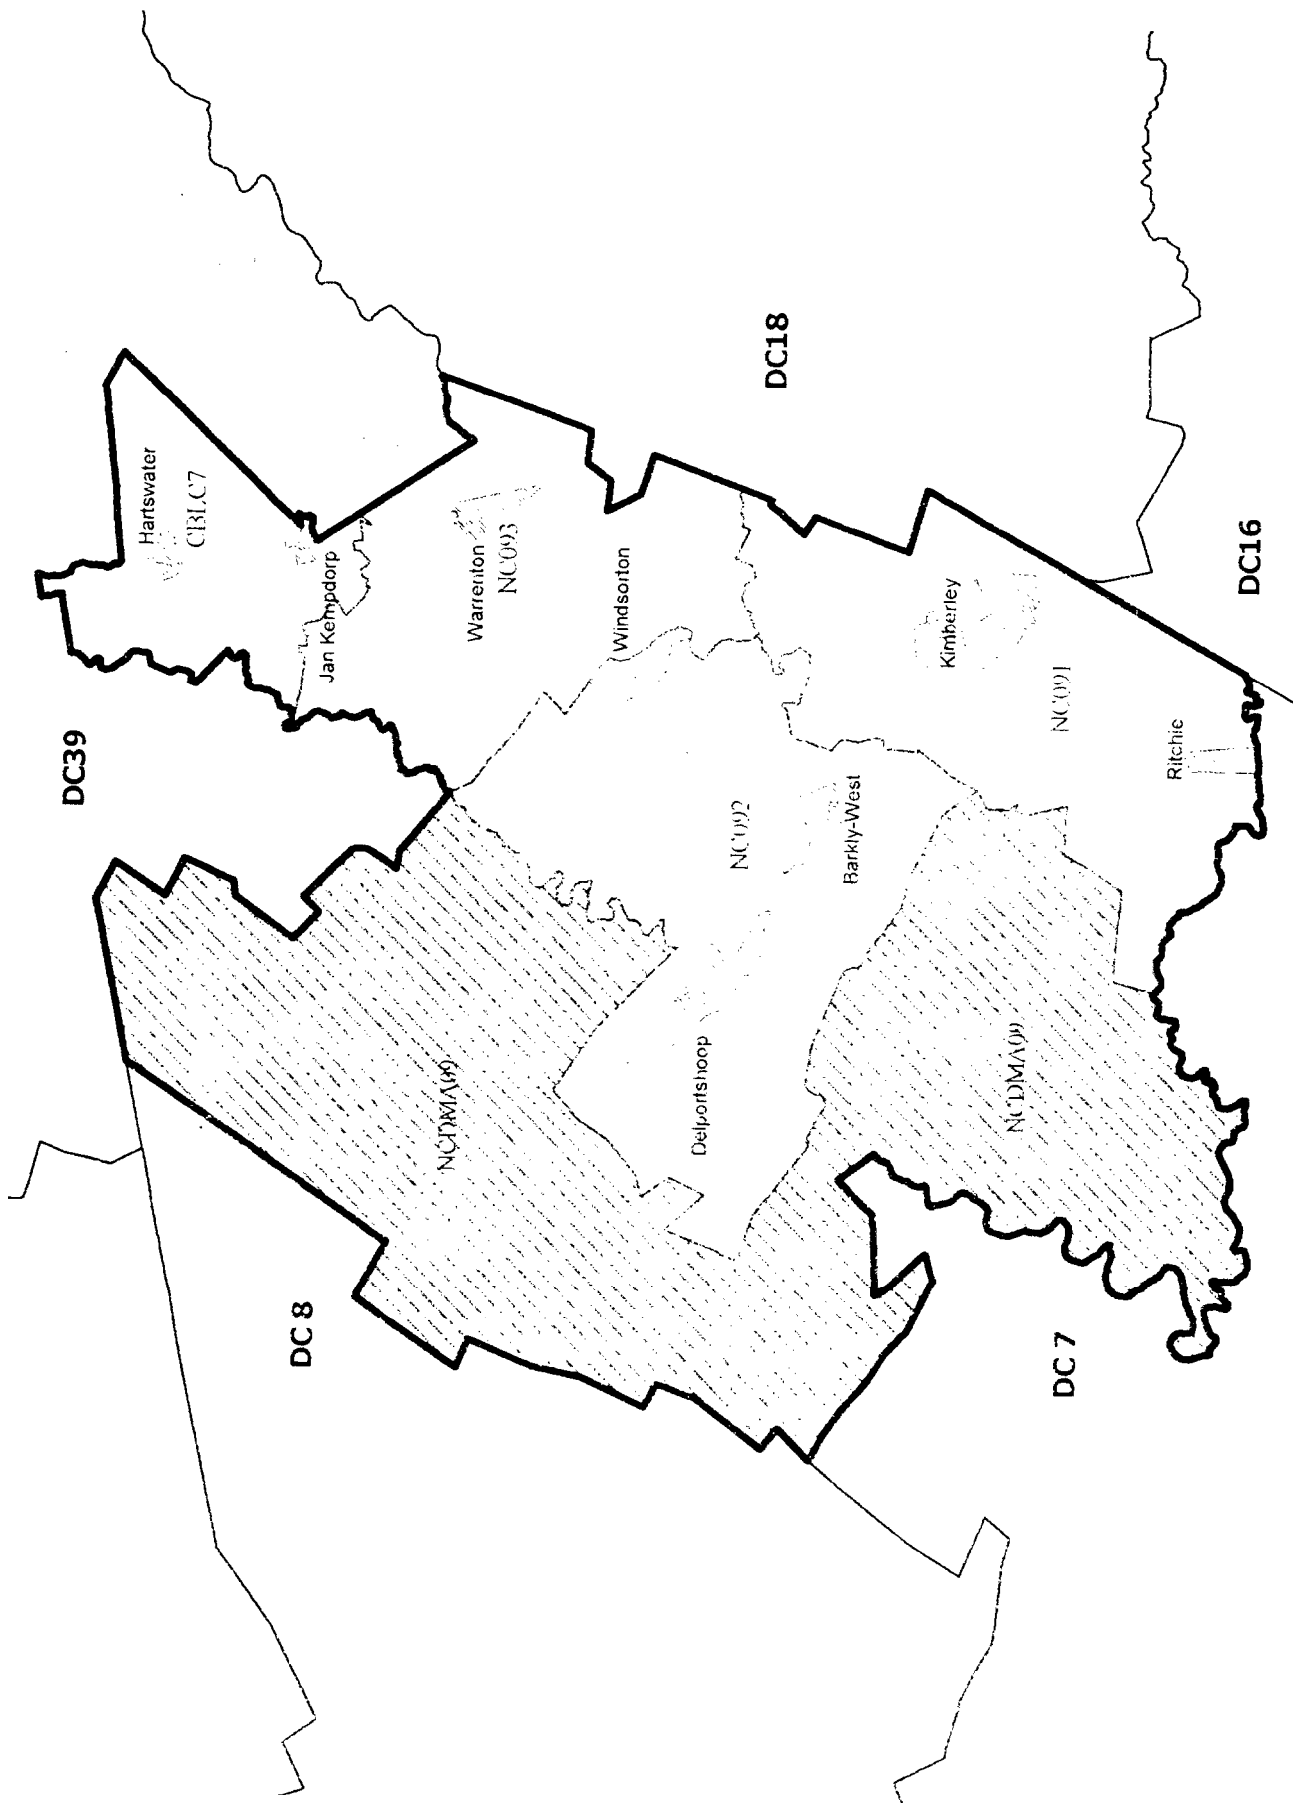 DC39
Hartswater
CBLC7
Jan Kempdorp
Warrenton
NC093
Windsorton
DC18
DC 8
NCDMA09
NC092
Barkly-West
Delportshoop
Kimberley
NC091
Ritchie
DC16
NCDMA09
DC 7